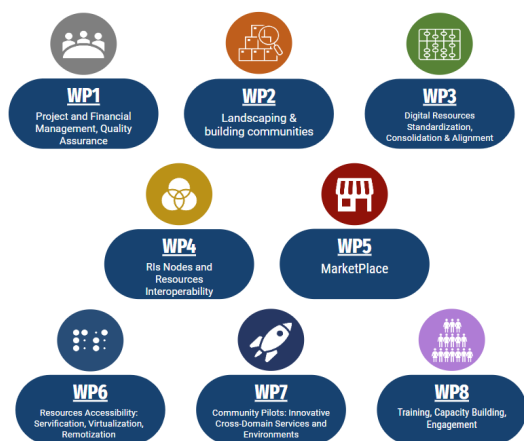 WP1
Project and Financial
Management, Quality
Assurance
WP2
Landscaping &
building communities
WP3
Digital Resources
Standardization,
Consolidation & Alignment
WP4
RIs Nodes and
Resources
Interoperability
WP5
MarketPlace
WP6
Resources Accessibility:
Servification, Virtualization,
Remotization
WP7
Community Pilots: Innovative
Cross-Domain Services and
Environments
WP8
Training, Capacity Building,
Engagement